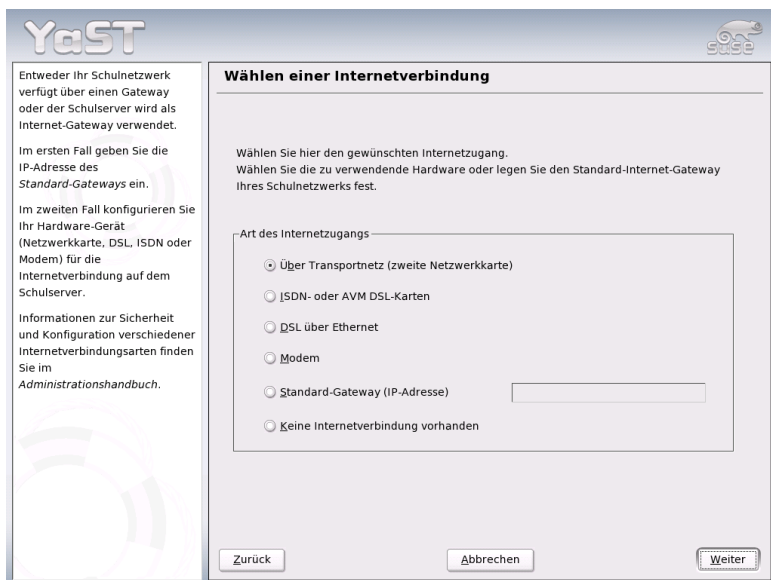 YaST
suse
Entweder Ihr Schulnetzwerk
verfügt über einen Gateway
oder der Schulserver wird als
Internet-Gateway verwendet.
Im ersten Fall geben Sie die
IP-Adresse des
Standard-Gateways ein.
Im zweiten Fall konfigurieren Sie
Ihr Hardware-Gerät
(Netzwerkkarte, DSL, ISDN oder
Modem) für die
Internetverbindung auf dem
Schulserver.
Informationen zur Sicherheit
und Konfiguration verschiedener
Internetverbindungsarten finden
Sie im
Administrationshandbuch.
Wählen einer Internetverbindung
Wählen Sie hier den gewünschten Internetzugang.
Wählen Sie die zu verwendende Hardware oder legen Sie den Standard-Internet-Gateway
Ihres Schulnetzwerks fest.
Art des Internetzugangs
Über Transportnetz (zweite Netzwerkkarte)
ISDN- oder AVM DSL-Karten
DSL über Ethernet
Modem
Standard-Gateway (IP-Adresse)
Keine Internetverbindung vorhanden
Zurück
Abbrechen
Weiter